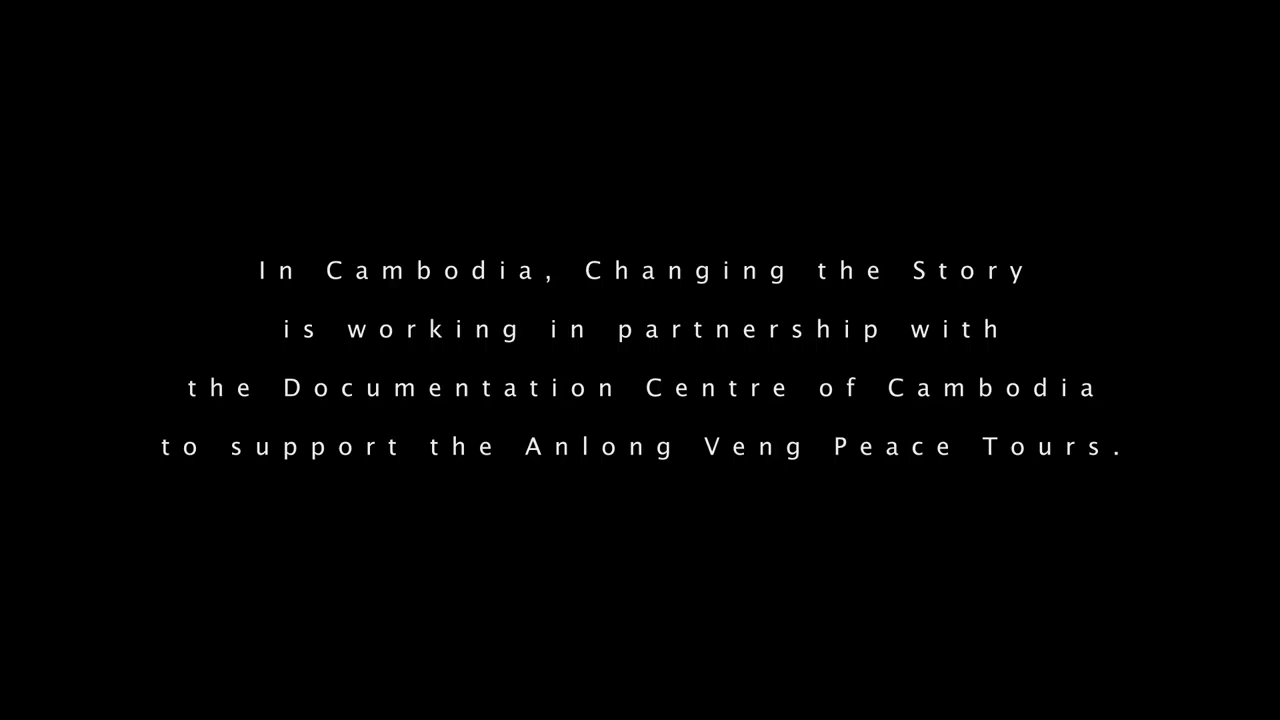 In Cambodia, Changing the Story
is working in partnership with
the Documentation Centre of Cambodia
to support the Anlong Veng Peace Tours.